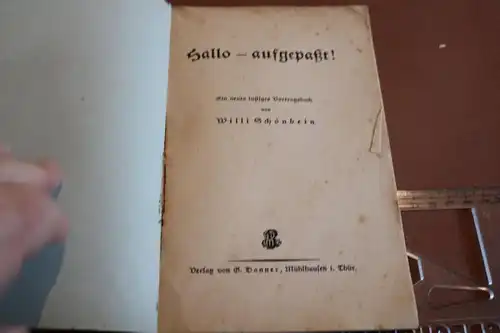 Hallo – aufgepaßt!
Ein neues lustiges Vortragsbuch
von
Willi Schönbein
Verlag von G. Danner, Mühlhausen i. Thür.